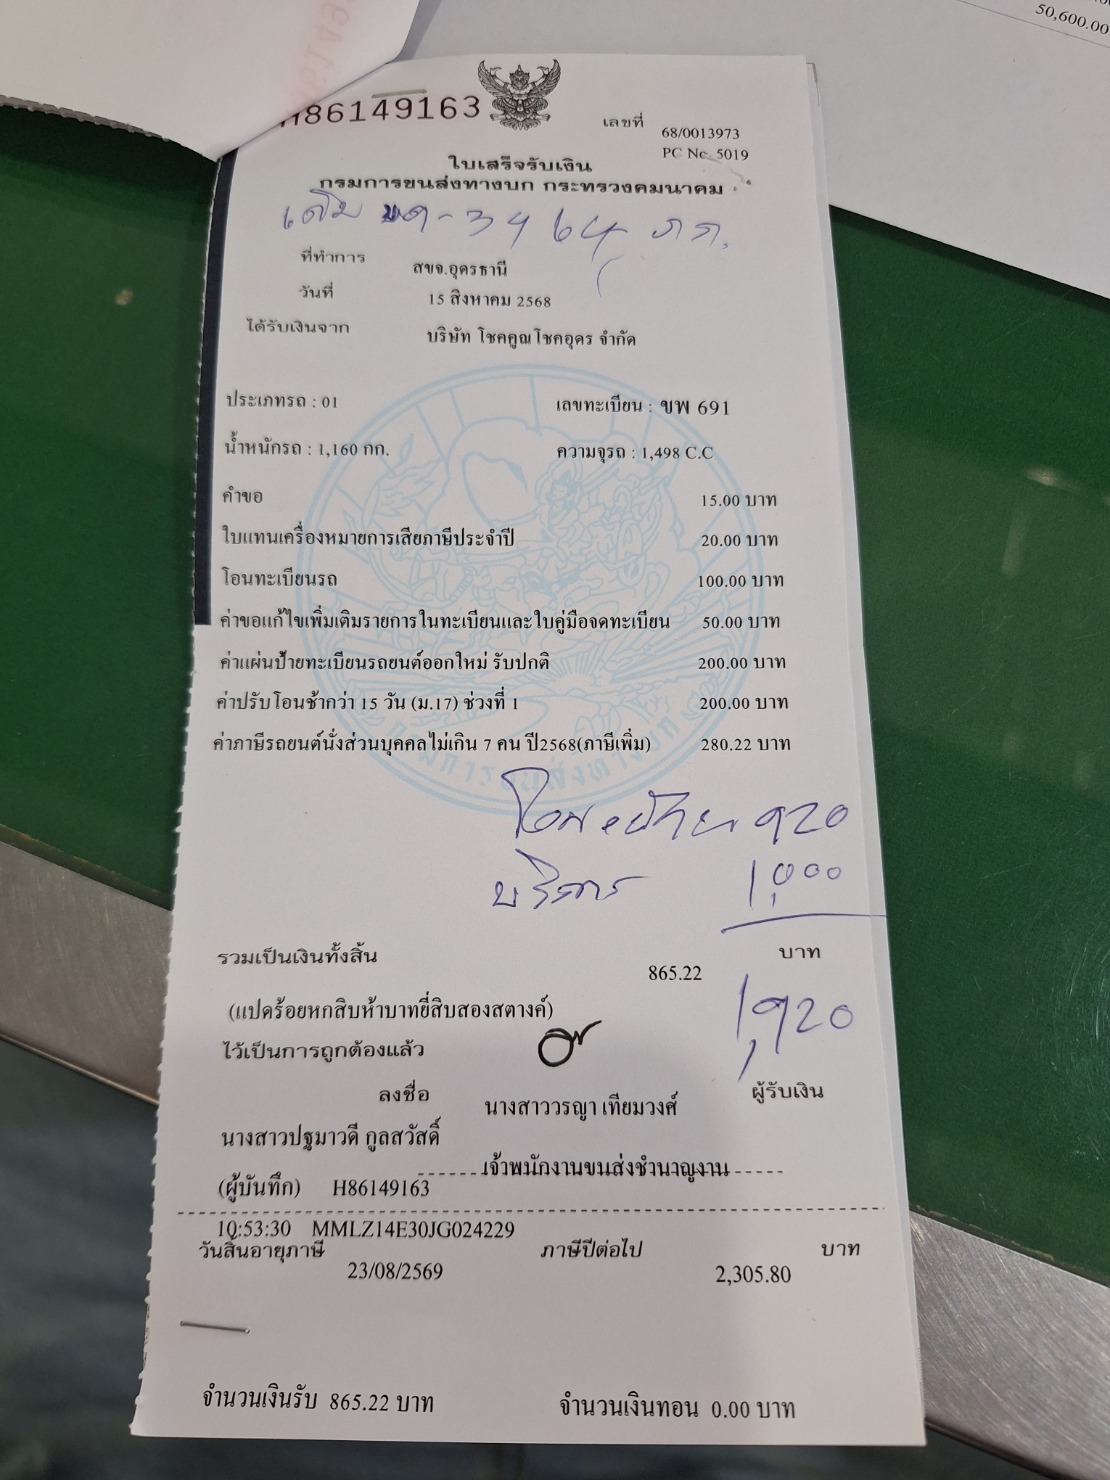 50,600.00
H86149163
เลขที่ 68/0013973
PC No. 5019
ใบเสร็จรับเงิน
กรมการขนส่งทางบก กระทรวงคมนาคม
เดิม
ที่ทำการ สขจ.อุดรธานี
วันที่ 15 สิงหาคม 2568
ได้รับเงินจาก บริษัท โชคคูณโชคอุดร จำกัด
ประเภทรถ : 01 เลขทะเบียน : ขพ 691
น้ำหนักรถ : 1,160 กก. ความจุรถ : 1,498 C.C
คำขอ 15.00 บาท
ใบแทนเครื่องหมายการเสียภาษีประจำปี 20.00 บาท
โอนทะเบียนรถ 100.00 บาท
ค่าขอแก้ไขเพิ่มเติมรายการในทะเบียนและใบคู่มือจดทะเบียน 50.00 บาท
ค่าแผ่นป้ายทะเบียนรถยนต์ออกใหม่ รับปกติ 200.00 บาท
ค่าปรับโอนช้ากว่า 15 วัน (ม.17) ช่วงที่ 1 200.00 บาท
ค่าภาษีรถยนต์นั่งส่วนบุคคลไม่เกิน 7 คน ปี2568(ภาษีเพิ่ม) 280.22 บาท
920
บริการ 1,000
รวมเป็นเงินทั้งสิ้น 865.22 บาท
1,920
(แปดร้อยหกสิบห้าบาทยี่สิบสองสตางค์)
ไว้เป็นการถูกต้องแล้ว
ลงชื่อ ผู้รับเงิน
นางสาววรญา เทียมวงศ์
นางสาวปฐมาวดี กูลสวัสดิ์
เจ้าพนักงานขนส่งชำนาญงาน
(ผู้บันทึก) H86149163
10:53:30 MMLZ14E30JG024229
วันสิ้นอายุภาษี 23/08/2569 ภาษีปีต่อไป 2,305.80 บาท
จำนวนเงินรับ 865.22 บาท จำนวนเงินทอน 0.00 บาท